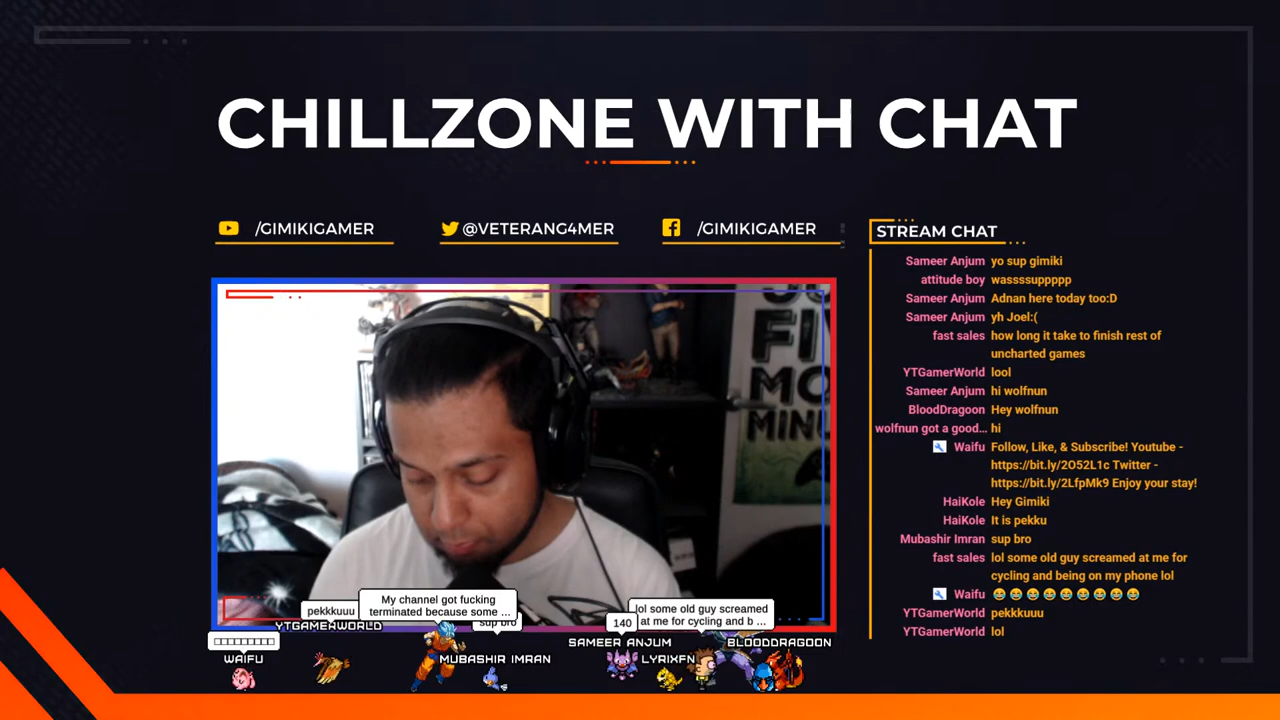 CHILLZONE WITH CHAT
/GIMIKIGAMER
@VETERANG4MER
/GIMIKIGAMER
STREAM CHAT
Sameer Anjum yo sup gimiki
attitude boy wassssuppppp
Sameer Anjum Adnan here today too:D
Sameer Anjum yh Joel:(
fast sales how long it take to finish rest of
uncharted games
YTGamerWorld lool
Sameer Anjum hi wolfnun
BloodDragoon Hey wolfnun
wolfnun got a good... hi
Waifu Follow, Like, & Subscribe! Youtube -
https://bit.ly/2O52L1c Twitter -
https://bit.ly/2LfpMk9 Enjoy your stay!
HaiKole Hey Gimiki
HaiKole It is pekku
Mubashir Imran sup bro
fast sales lol some old guy screamed at me for
cycling and being on my phone lol
Waifu 😂😂😂😂😂😂😂😂😂
YTGamerWorld pekkkuuu
YTGamerWorld lol
My channel got fucking
terminated because some ...
pekkkuuu
sup bro
lol some old guy screamed
at me for cycling and b ...
140
YTGAMERWORLD
SAMEER ANJUM
BLOODDRAGOON
WAIFU
MUBASHIR IMRAN
LYRIXFN